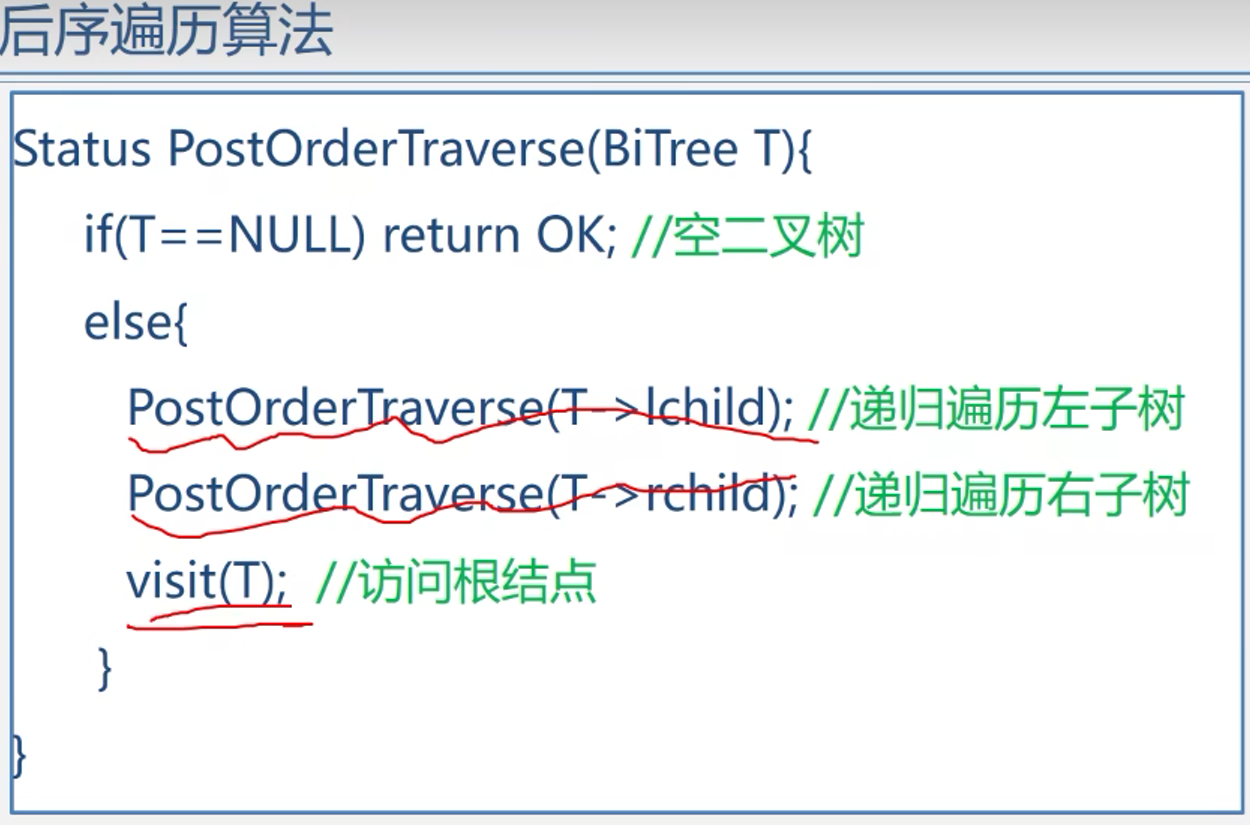 后序遍历算法
Status PostOrderTraverse(BiTree T){
if(T==NULL) return OK; //空二叉树
else{
PostOrderTraverse(T->lchild); //递归遍历左子树
PostOrderTraverse(T->rchild); //递归遍历右子树
visit(T); //访问根结点
}
}